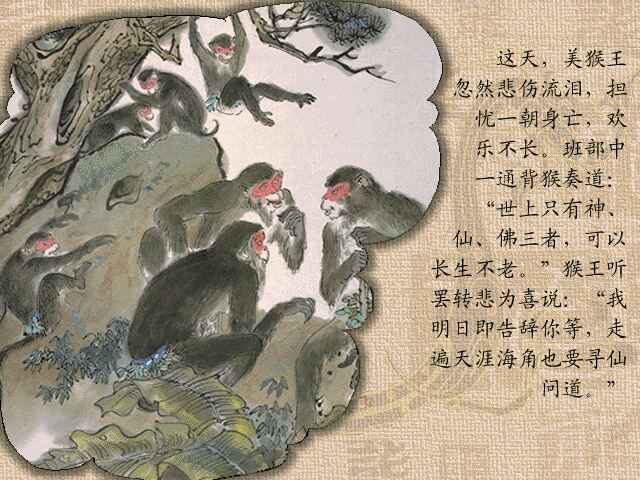 这天，美猴王
忽然悲伤流泪，担
忧一朝身亡，欢
乐不长。班部中
一通背猴奏道：
“世上只有神、
仙、佛三者，可以
长生不老。”猴王听
罢转悲为喜说：“我
明日即告辞你等，走
遍天涯海角也要寻仙
问道。”